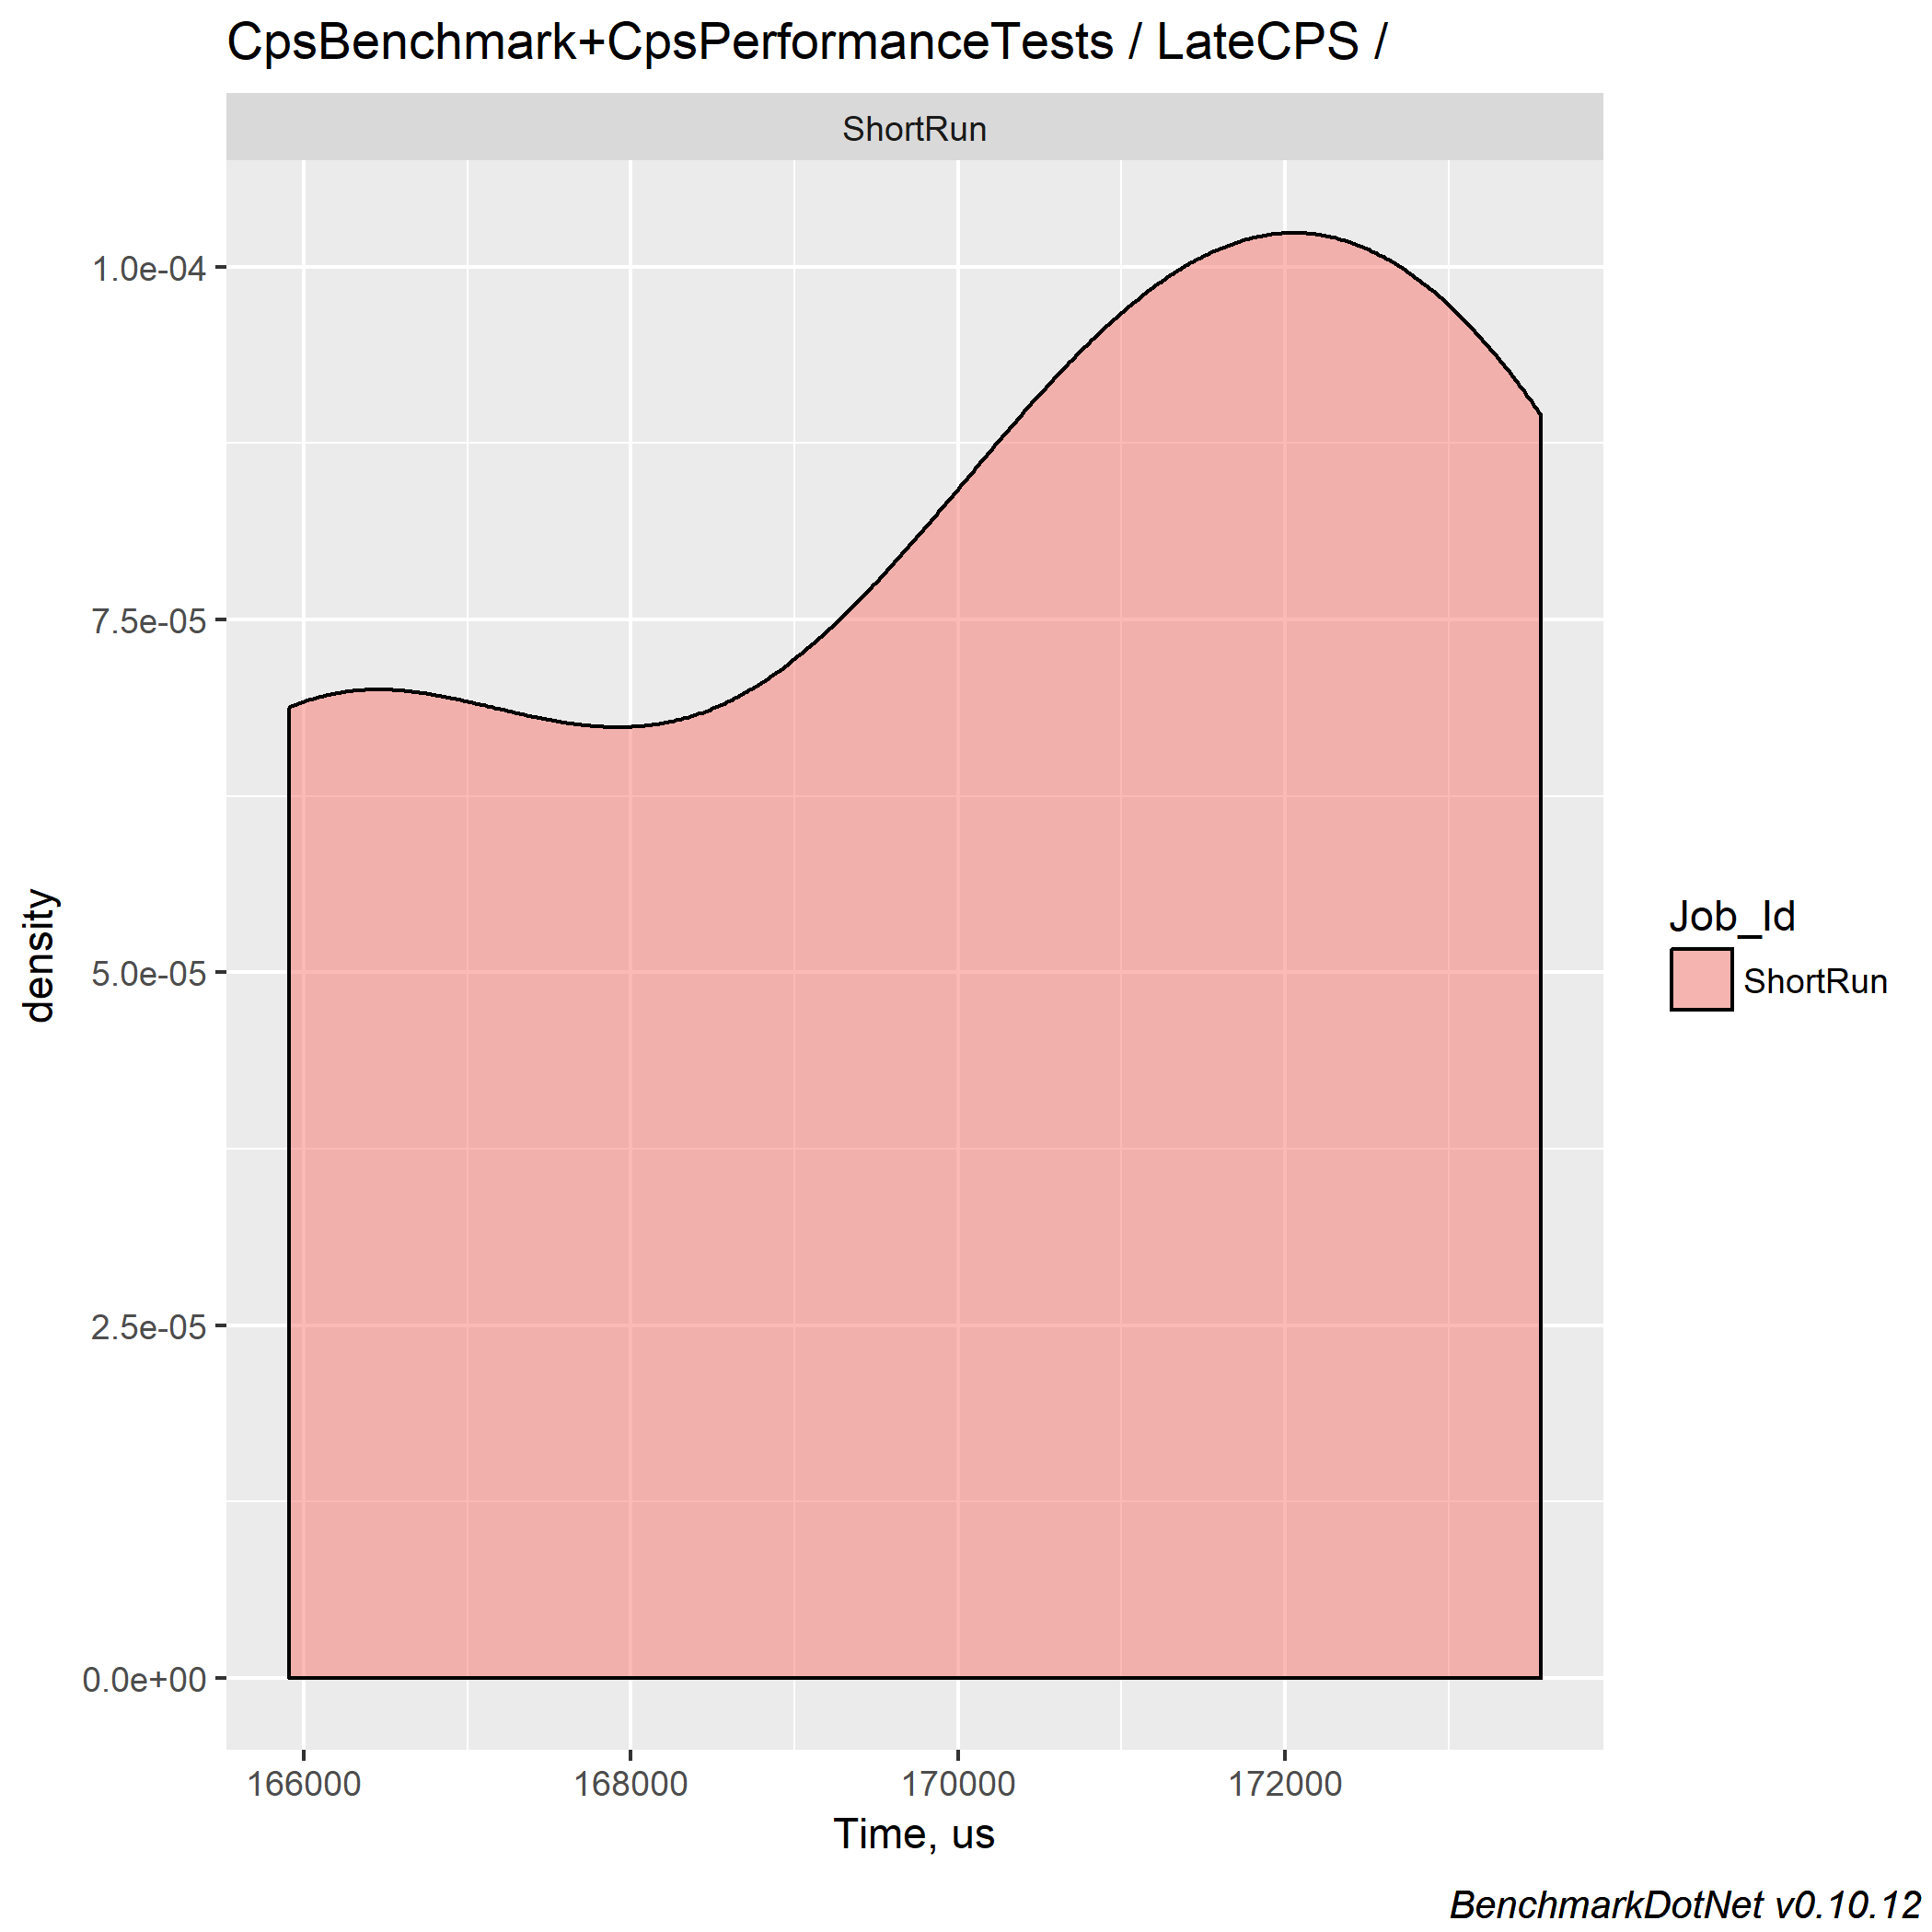 CpsBenchmark+CpsPerformanceTests / LateCPS /
ShortRun
1.0e-04
7.5e-05
5.0e-05
2.5e-05
0.0e+00
density
166000 168000 170000 172000
Time, us
Job_Id
ShortRun
BenchmarkDotNet v0.10.12